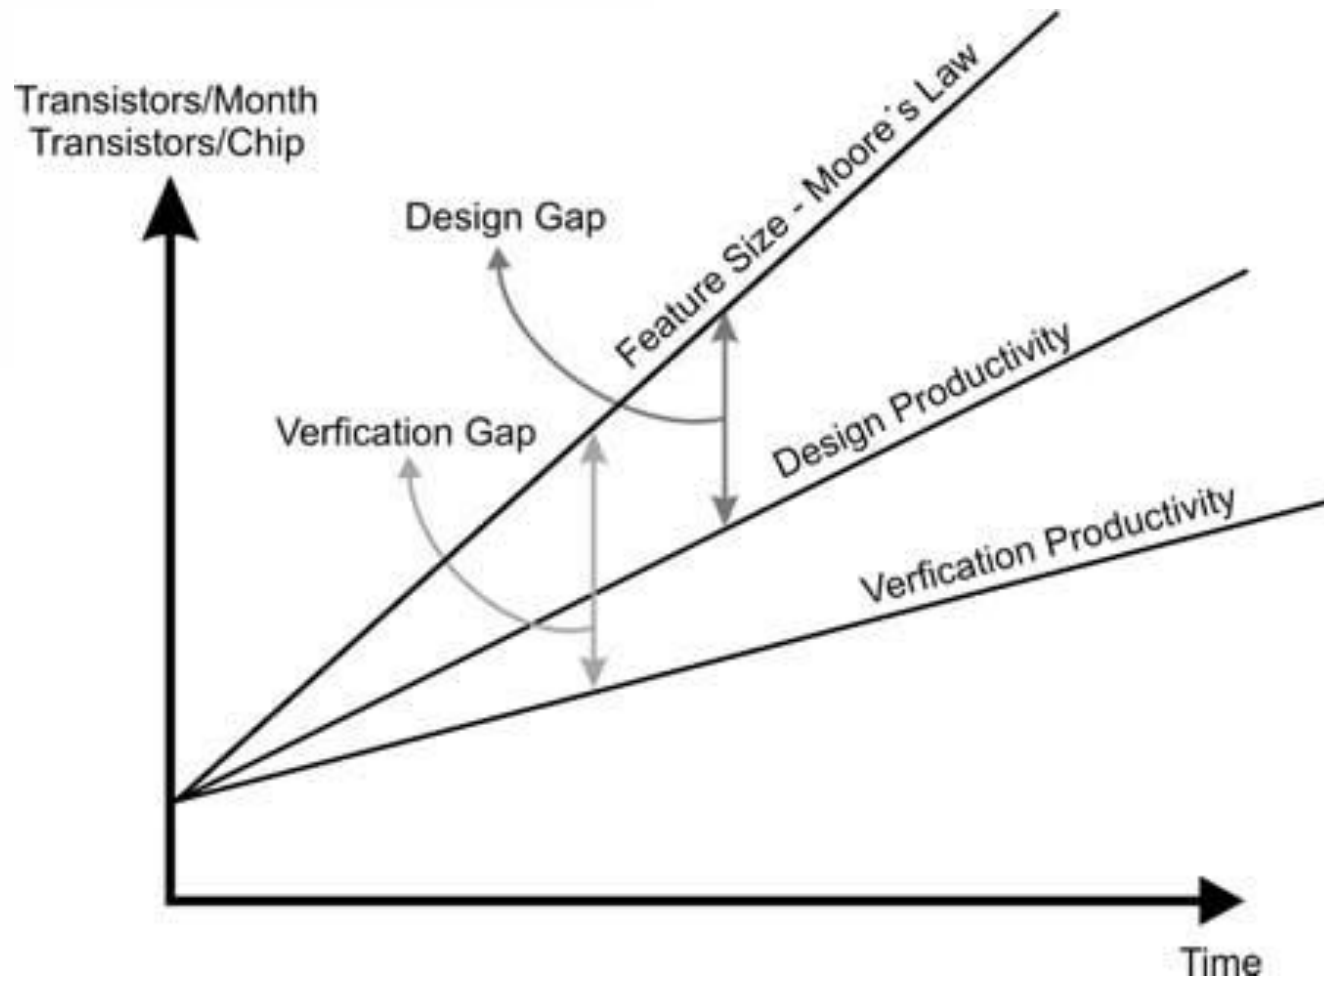 Transistors/Month
Transistors/Chip
Design Gap
Feature Size - Moore´s Law
Verfication Gap
Design Productivity
Verfication Productivity
Time